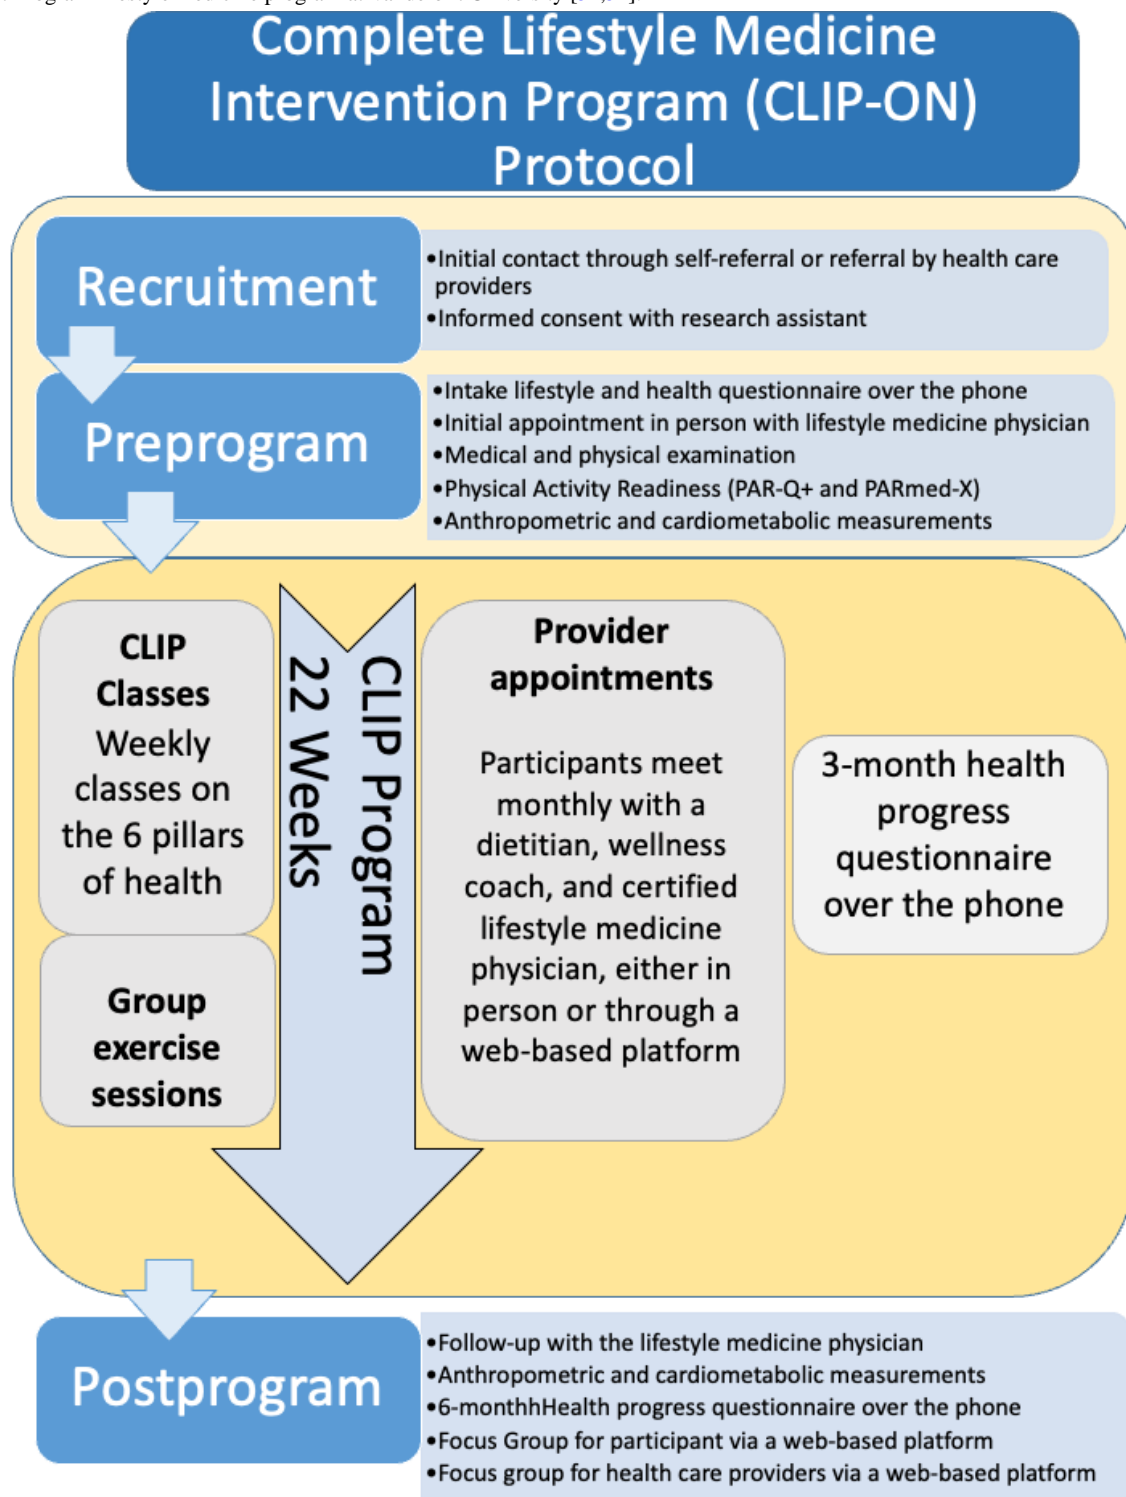 Complete Lifestyle Medicine
Intervention Program (CLIP-ON)
Protocol
Recruitment
•Initial contact through self-referral or referral by health care
providers
•Informed consent with research assistant
Preprogram
•Intake lifestyle and health questionnaire over the phone
•Initial appointment in person with lifestyle medicine physician
•Medical and physical examination
•Physical Activity Readiness (PAR-Q+ and PARmed-X)
•Anthropometric and cardiometabolic measurements
CLIP
Classes
Weekly
classes on
the 6 pillars
of health
Group
exercise
sessions
CLIP Program
22 Weeks
Provider
appointments
Participants meet
monthly with a
dietitian, wellness
coach, and certified
lifestyle medicine
physician, either in
person or through a
web-based platform
3-month health
progress
questionnaire
over the phone
Postprogram
•Follow-up with the lifestyle medicine physician
•Anthropometric and cardiometabolic measurements
•6-monthhHealth progress questionnaire over the phone
•Focus Group for participant via a web-based platform
•Focus group for health care providers via a web-based platform